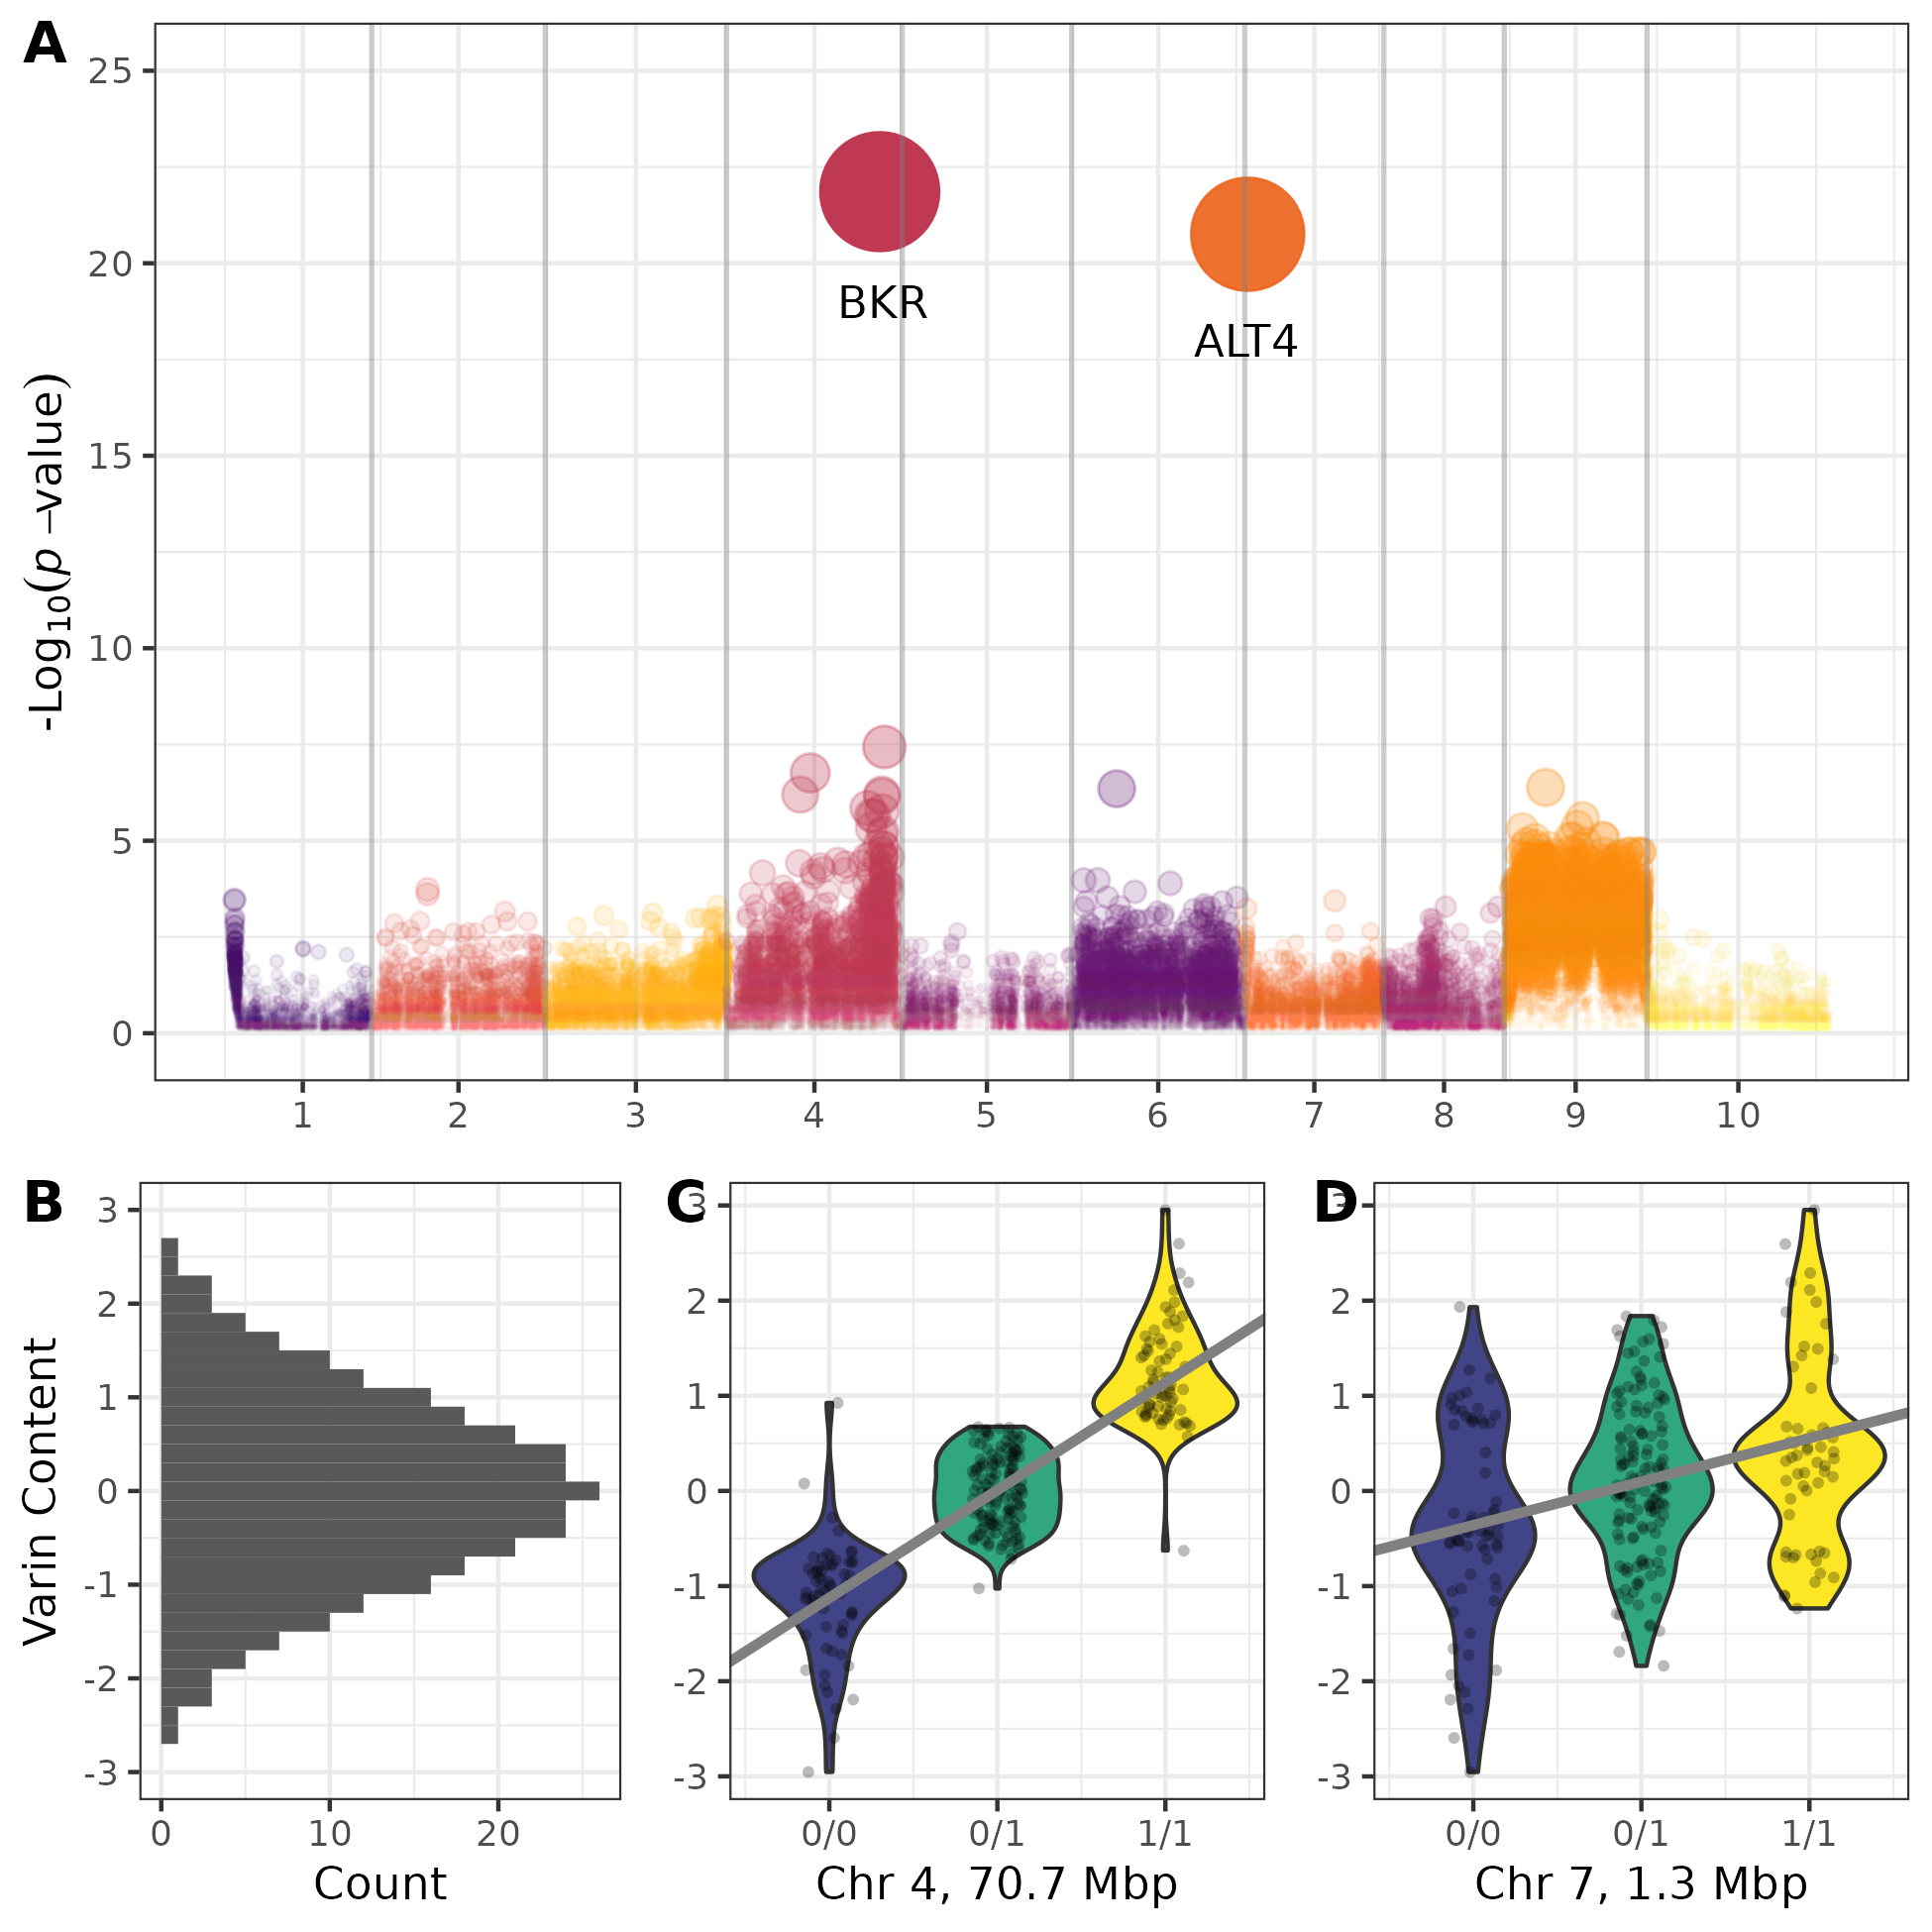 A
-Log10(p −value)
25
20
15
10
5
0
BKR
ALT4
1 2 3 4 5 6 7 8 9 10
B
Varin Content
3
2
1
0
-1
-2
-3
0 10 20
Count
C
3
2
1
0
-1
-2
-3
0/0 0/1 1/1
Chr 4, 70.7 Mbp
D
3
2
1
0
-1
-2
-3
0/0 0/1 1/1
Chr 7, 1.3 Mbp